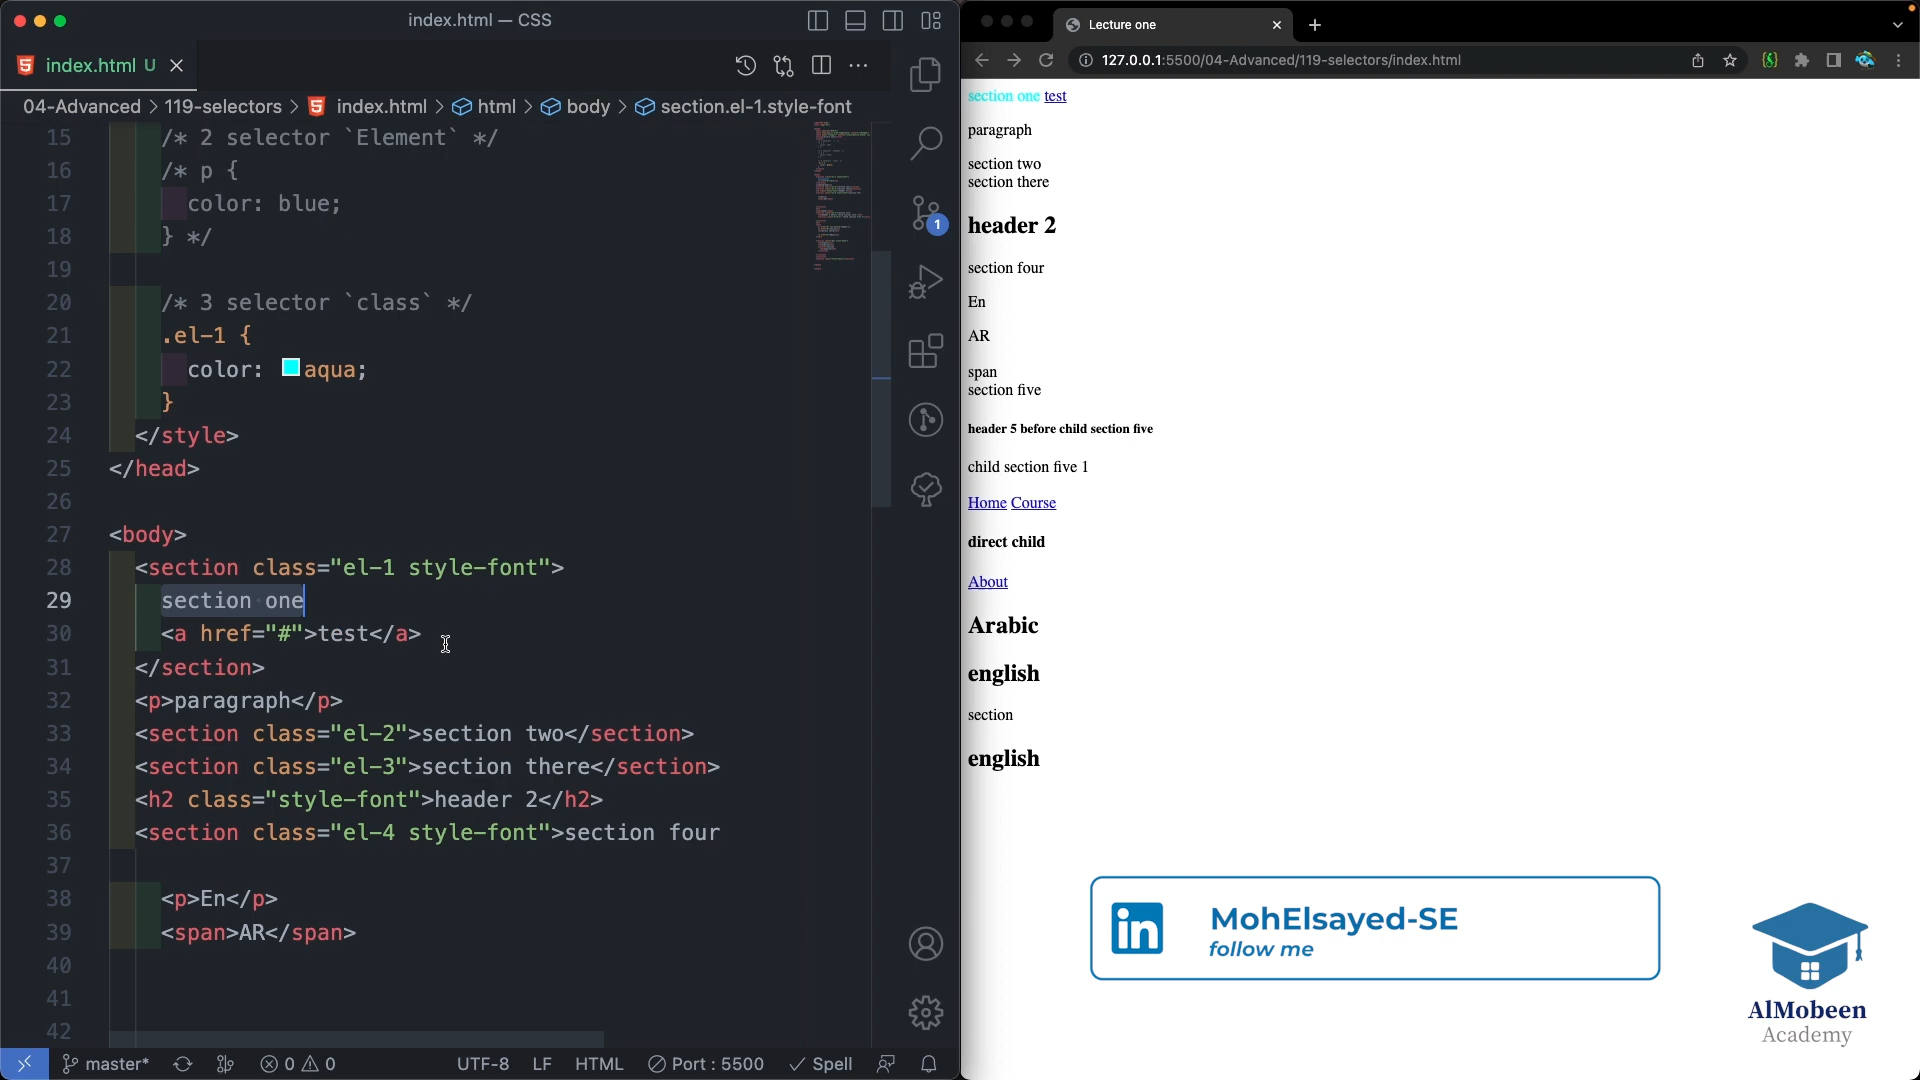 index.html — CSS
index.html U
04-Advanced > 119-selectors > index.html > html > body > section.el-1.style-font
15 /* 2 selector `Element` */
16 /* p {
17 color: blue;
18 } */
19
20 /* 3 selector `class` */
21 .el-1 {
22 color: aqua;
23 }
24 </style>
25 </head>
26
27 <body>
28 <section class="el-1 style-font">
29 section one
30 <a href="#">test</a>
31 </section>
32 <p>paragraph</p>
33 <section class="el-2">section two</section>
34 <section class="el-3">section there</section>
35 <h2 class="style-font">header 2</h2>
36 <section class="el-4 style-font">section four
37
38 <p>En</p>
39 <span>AR</span>
40
41
42
1
master* 0 0 UTF-8 LF HTML Port : 5500 Spell
Lecture one
127.0.0.1:5500/04-Advanced/119-selectors/index.html
section one test
paragraph
section two
section there
header 2
section four
En
AR
span
section five
header 5 before child section five
child section five 1
Home Course
direct child
About
Arabic
english
section
english
in
MohElsayed-SE
follow me
AlMobeen
Academy